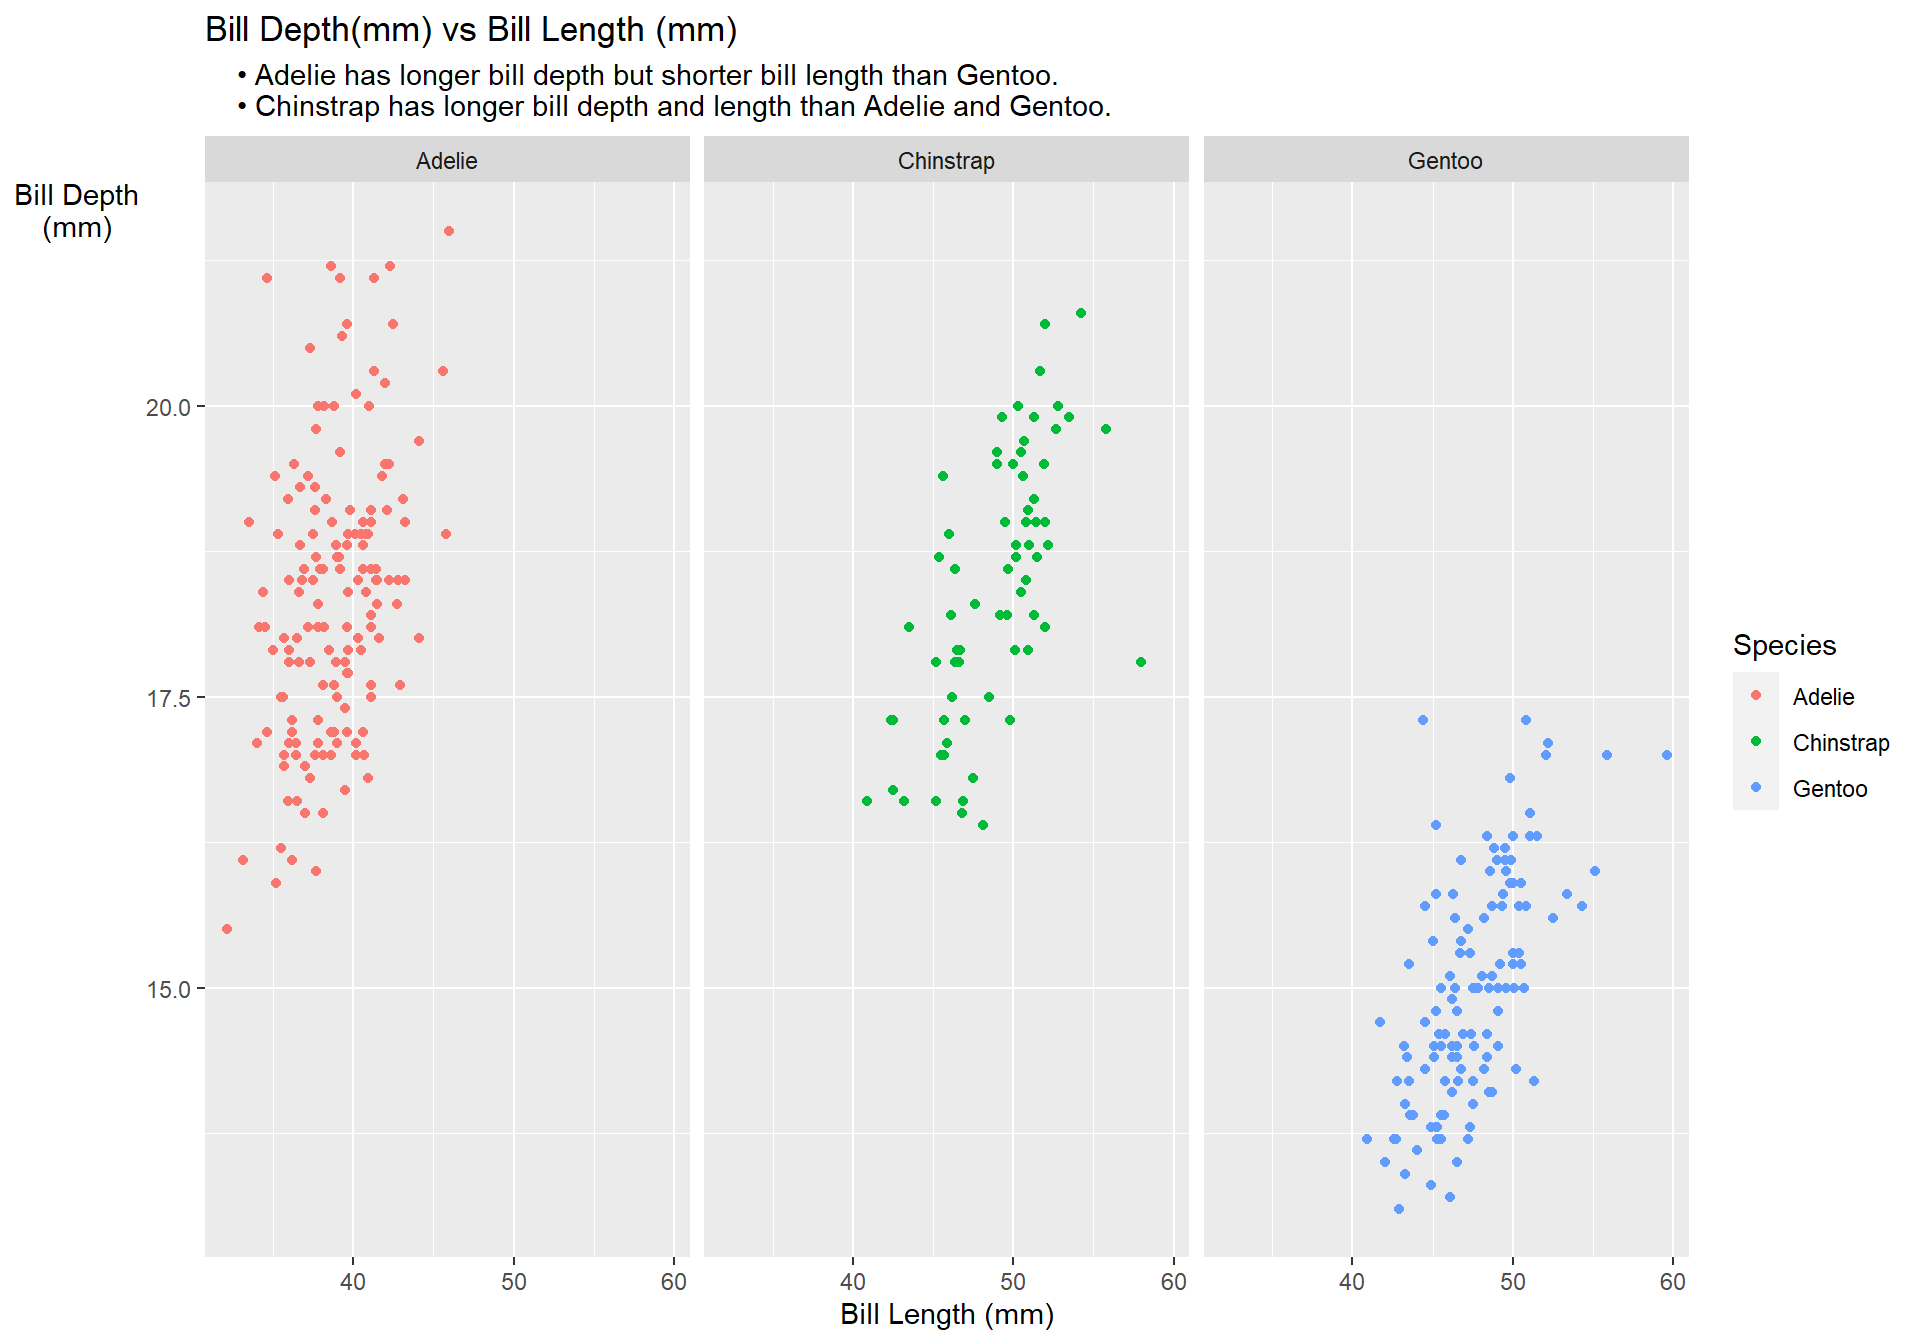 Bill Depth(mm) vs Bill Length (mm)
• Adelie has longer bill depth but shorter bill length than Gentoo.
• Chinstrap has longer bill depth and length than Adelie and Gentoo.
Adelie
Chinstrap
Gentoo
Bill Depth
(mm)
20.0
17.5
15.0
40
50
60
40
50
60
40
50
60
Bill Length (mm)
Species
Adelie
Chinstrap
Gentoo